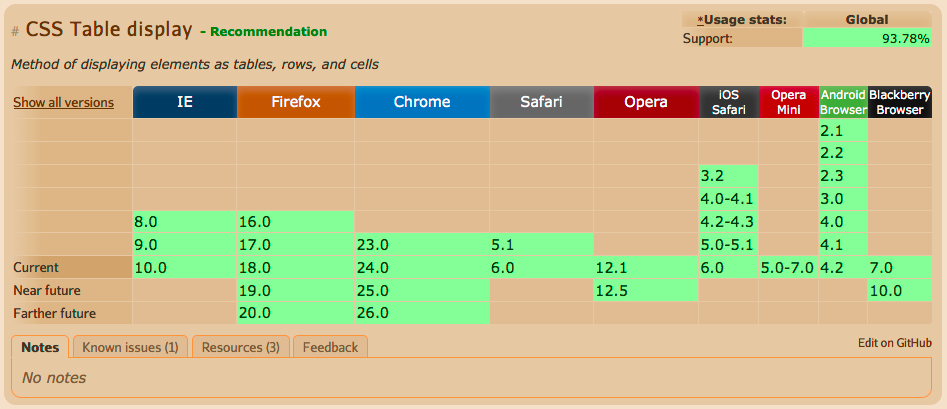 # CSS Table display - Recommendation
*Usage stats: Global
Support: 93.78%
Method of displaying elements as tables, rows, and cells
Show all versions IE Firefox Chrome Safari Opera iOS Safari Opera Mini Android Browser Blackberry Browser
2.1
2.2
3.2 2.3
4.0-4.1 3.0
8.0 16.0 4.2-4.3 4.0
9.0 17.0 23.0 5.1 5.0-5.1 4.1
Current 10.0 18.0 24.0 6.0 12.1 6.0 5.0-7.0 4.2 7.0
Near future 19.0 25.0 12.5 10.0
Farther future 20.0 26.0
Notes Known issues (1) Resources (3) Feedback Edit on GitHub
No notes